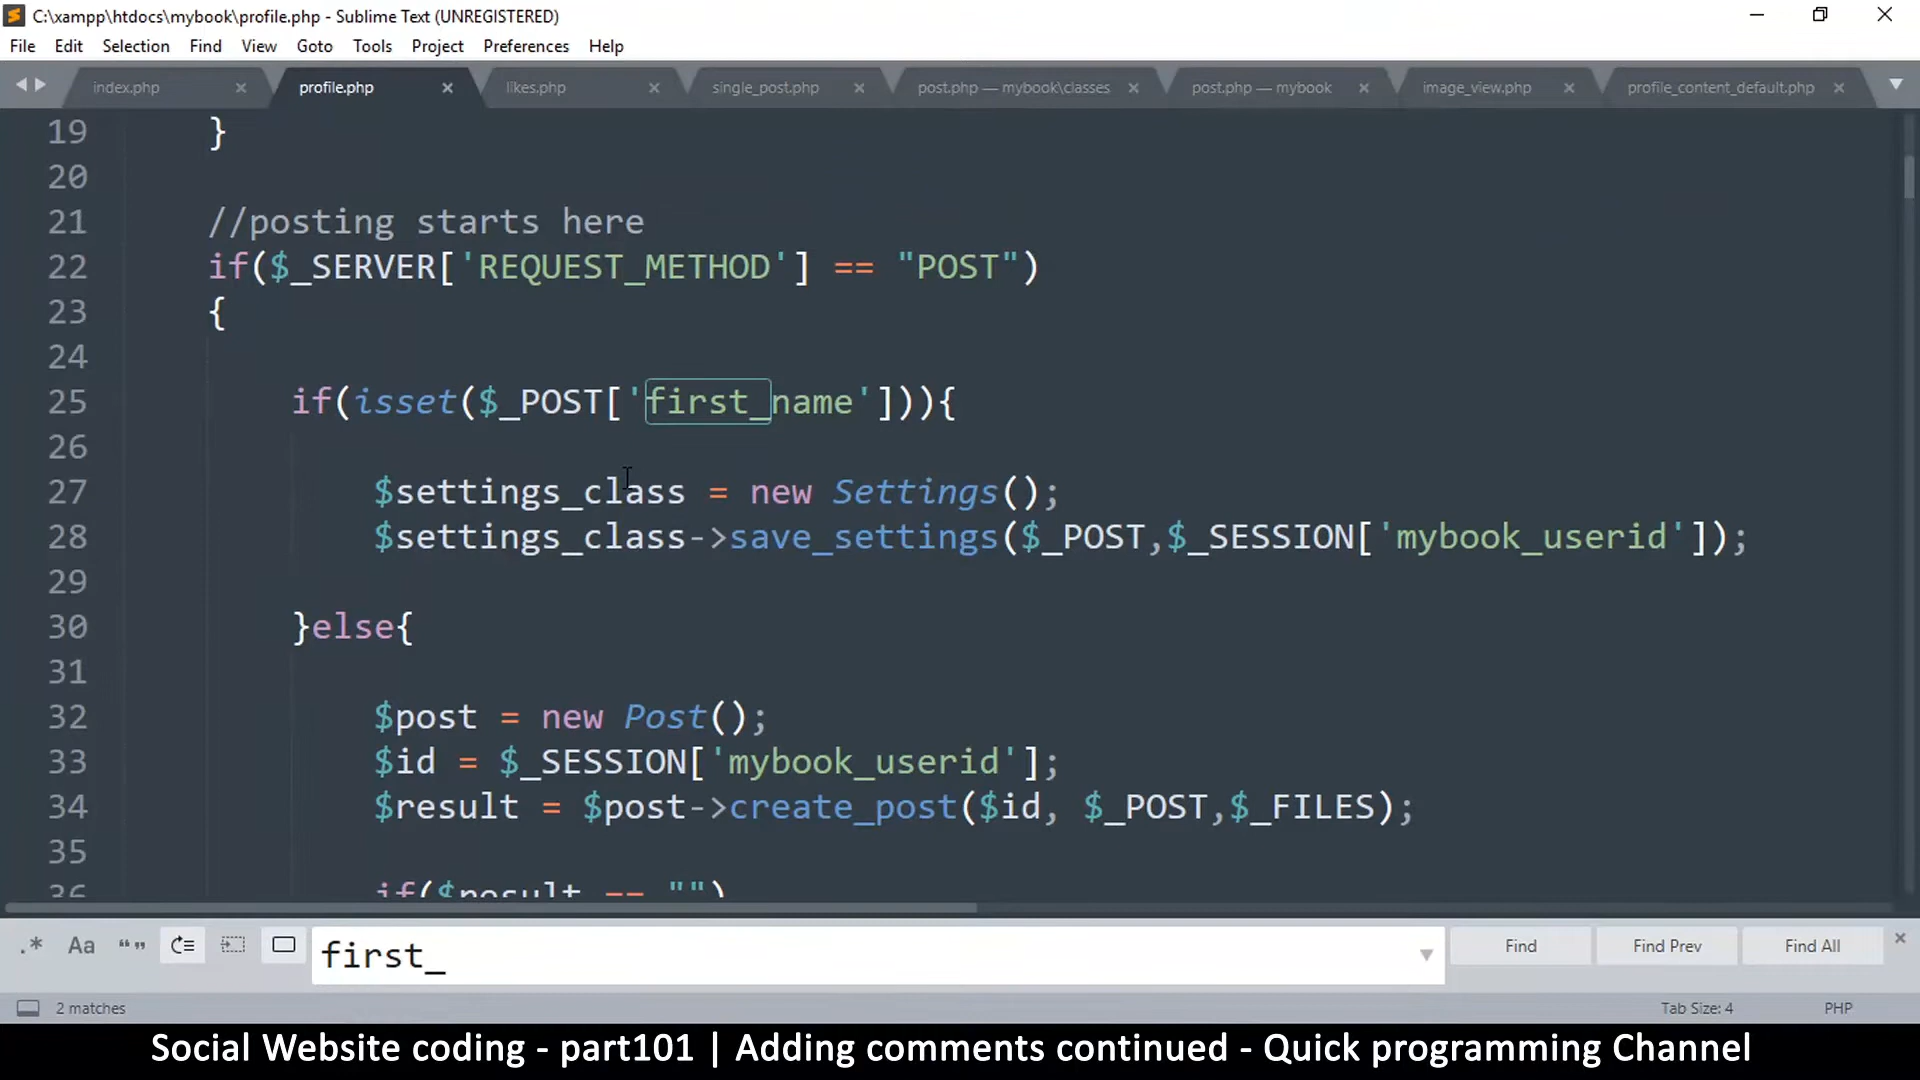 C:\xampp\htdocs\mybook\profile.php - Sublime Text (UNREGISTERED)
File Edit Selection Find View Goto Tools Project Preferences Help
index.php profile.php likes.php single_post.php post.php — mybook\classes post.php — mybook image_view.php profile_content_default.php
19 }
20
21 //posting starts here
22 if($_SERVER['REQUEST_METHOD'] == "POST")
23 {
24
25 if(isset($_POST['first_name'])){
26
27 $settings_class = new Settings();
28 $settings_class->save_settings($_POST,$_SESSION['mybook_userid']);
29
30 }else{
31
32 $post = new Post();
33 $id = $_SESSION['mybook_userid'];
34 $result = $post->create_post($id, $_POST,$_FILES);
35
36 if($result == "")
.* Aa “” first_ Find Find Prev Find All
2 matches Tab Size: 4 PHP
Social Website coding - part101 | Adding comments continued - Quick programming Channel